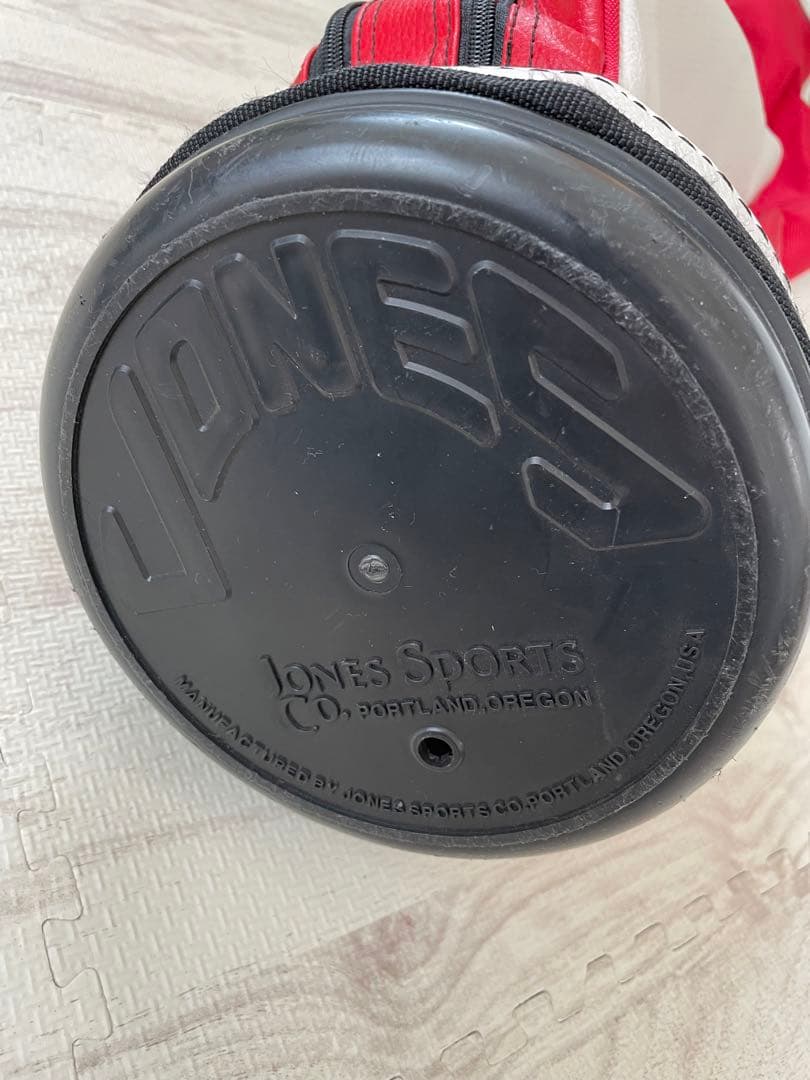 JONES
JONES SPORTS
CO. PORTLAND,OREGON
MANUFACTURED BY JONES SPORTS CO.PORTLAND,OREGON,USA